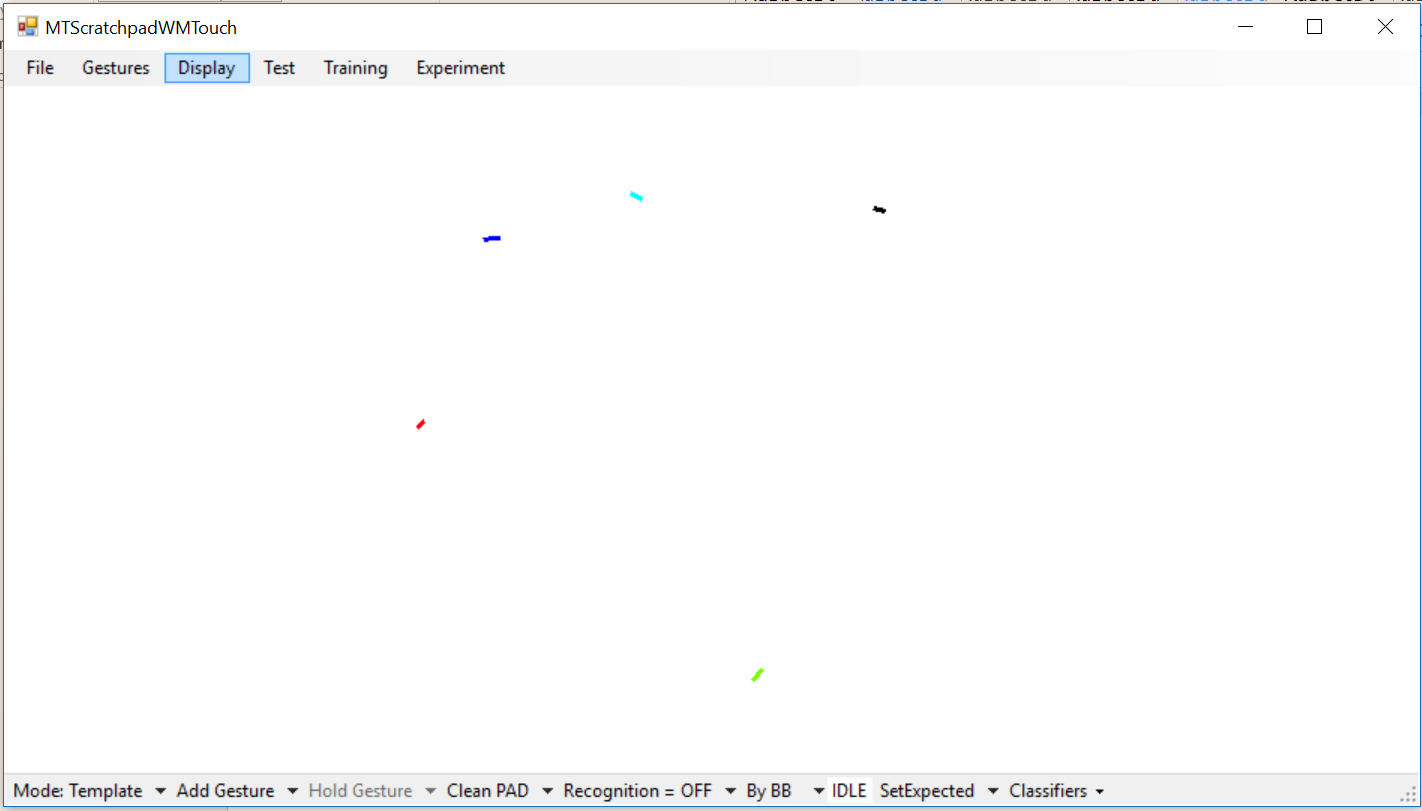 MTScratchpadWMTouch
File Gestures Display Test Training Experiment
Mode: Template Add Gesture Hold Gesture Clean PAD Recognition = OFF By BB IDLE SetExpected Classifiers